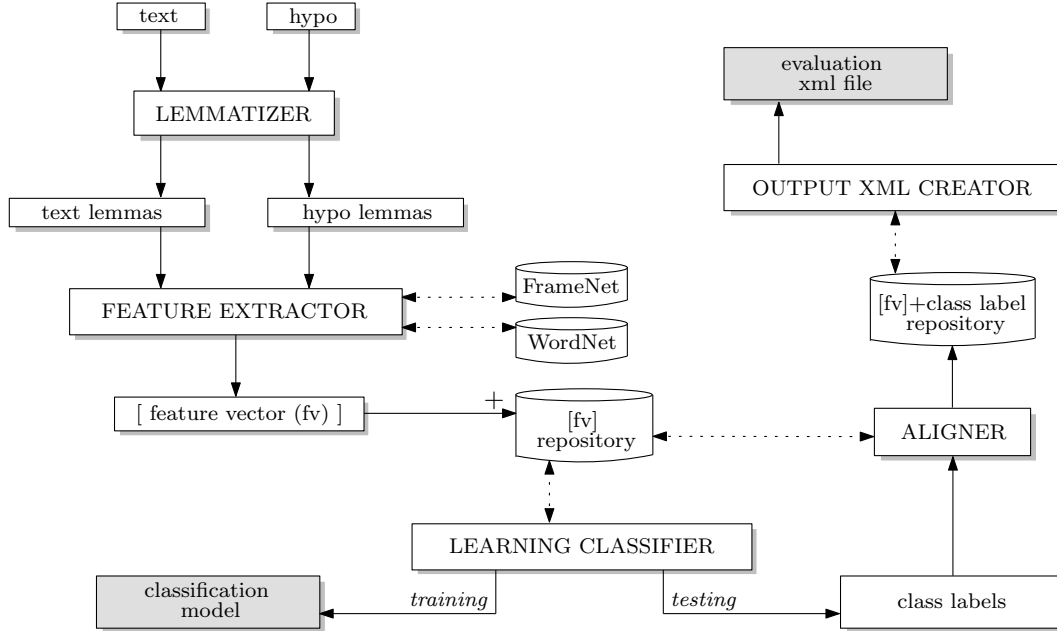 text
hypo
LEMMATIZER
text lemmas
hypo lemmas
FEATURE EXTRACTOR
FrameNet
WordNet
[ feature vector (fv) ]
+
[fv]
repository
LEARNING CLASSIFIER
training
testing
classification
model
class labels
ALIGNER
[fv]+class label
repository
OUTPUT XML CREATOR
evaluation
xml file